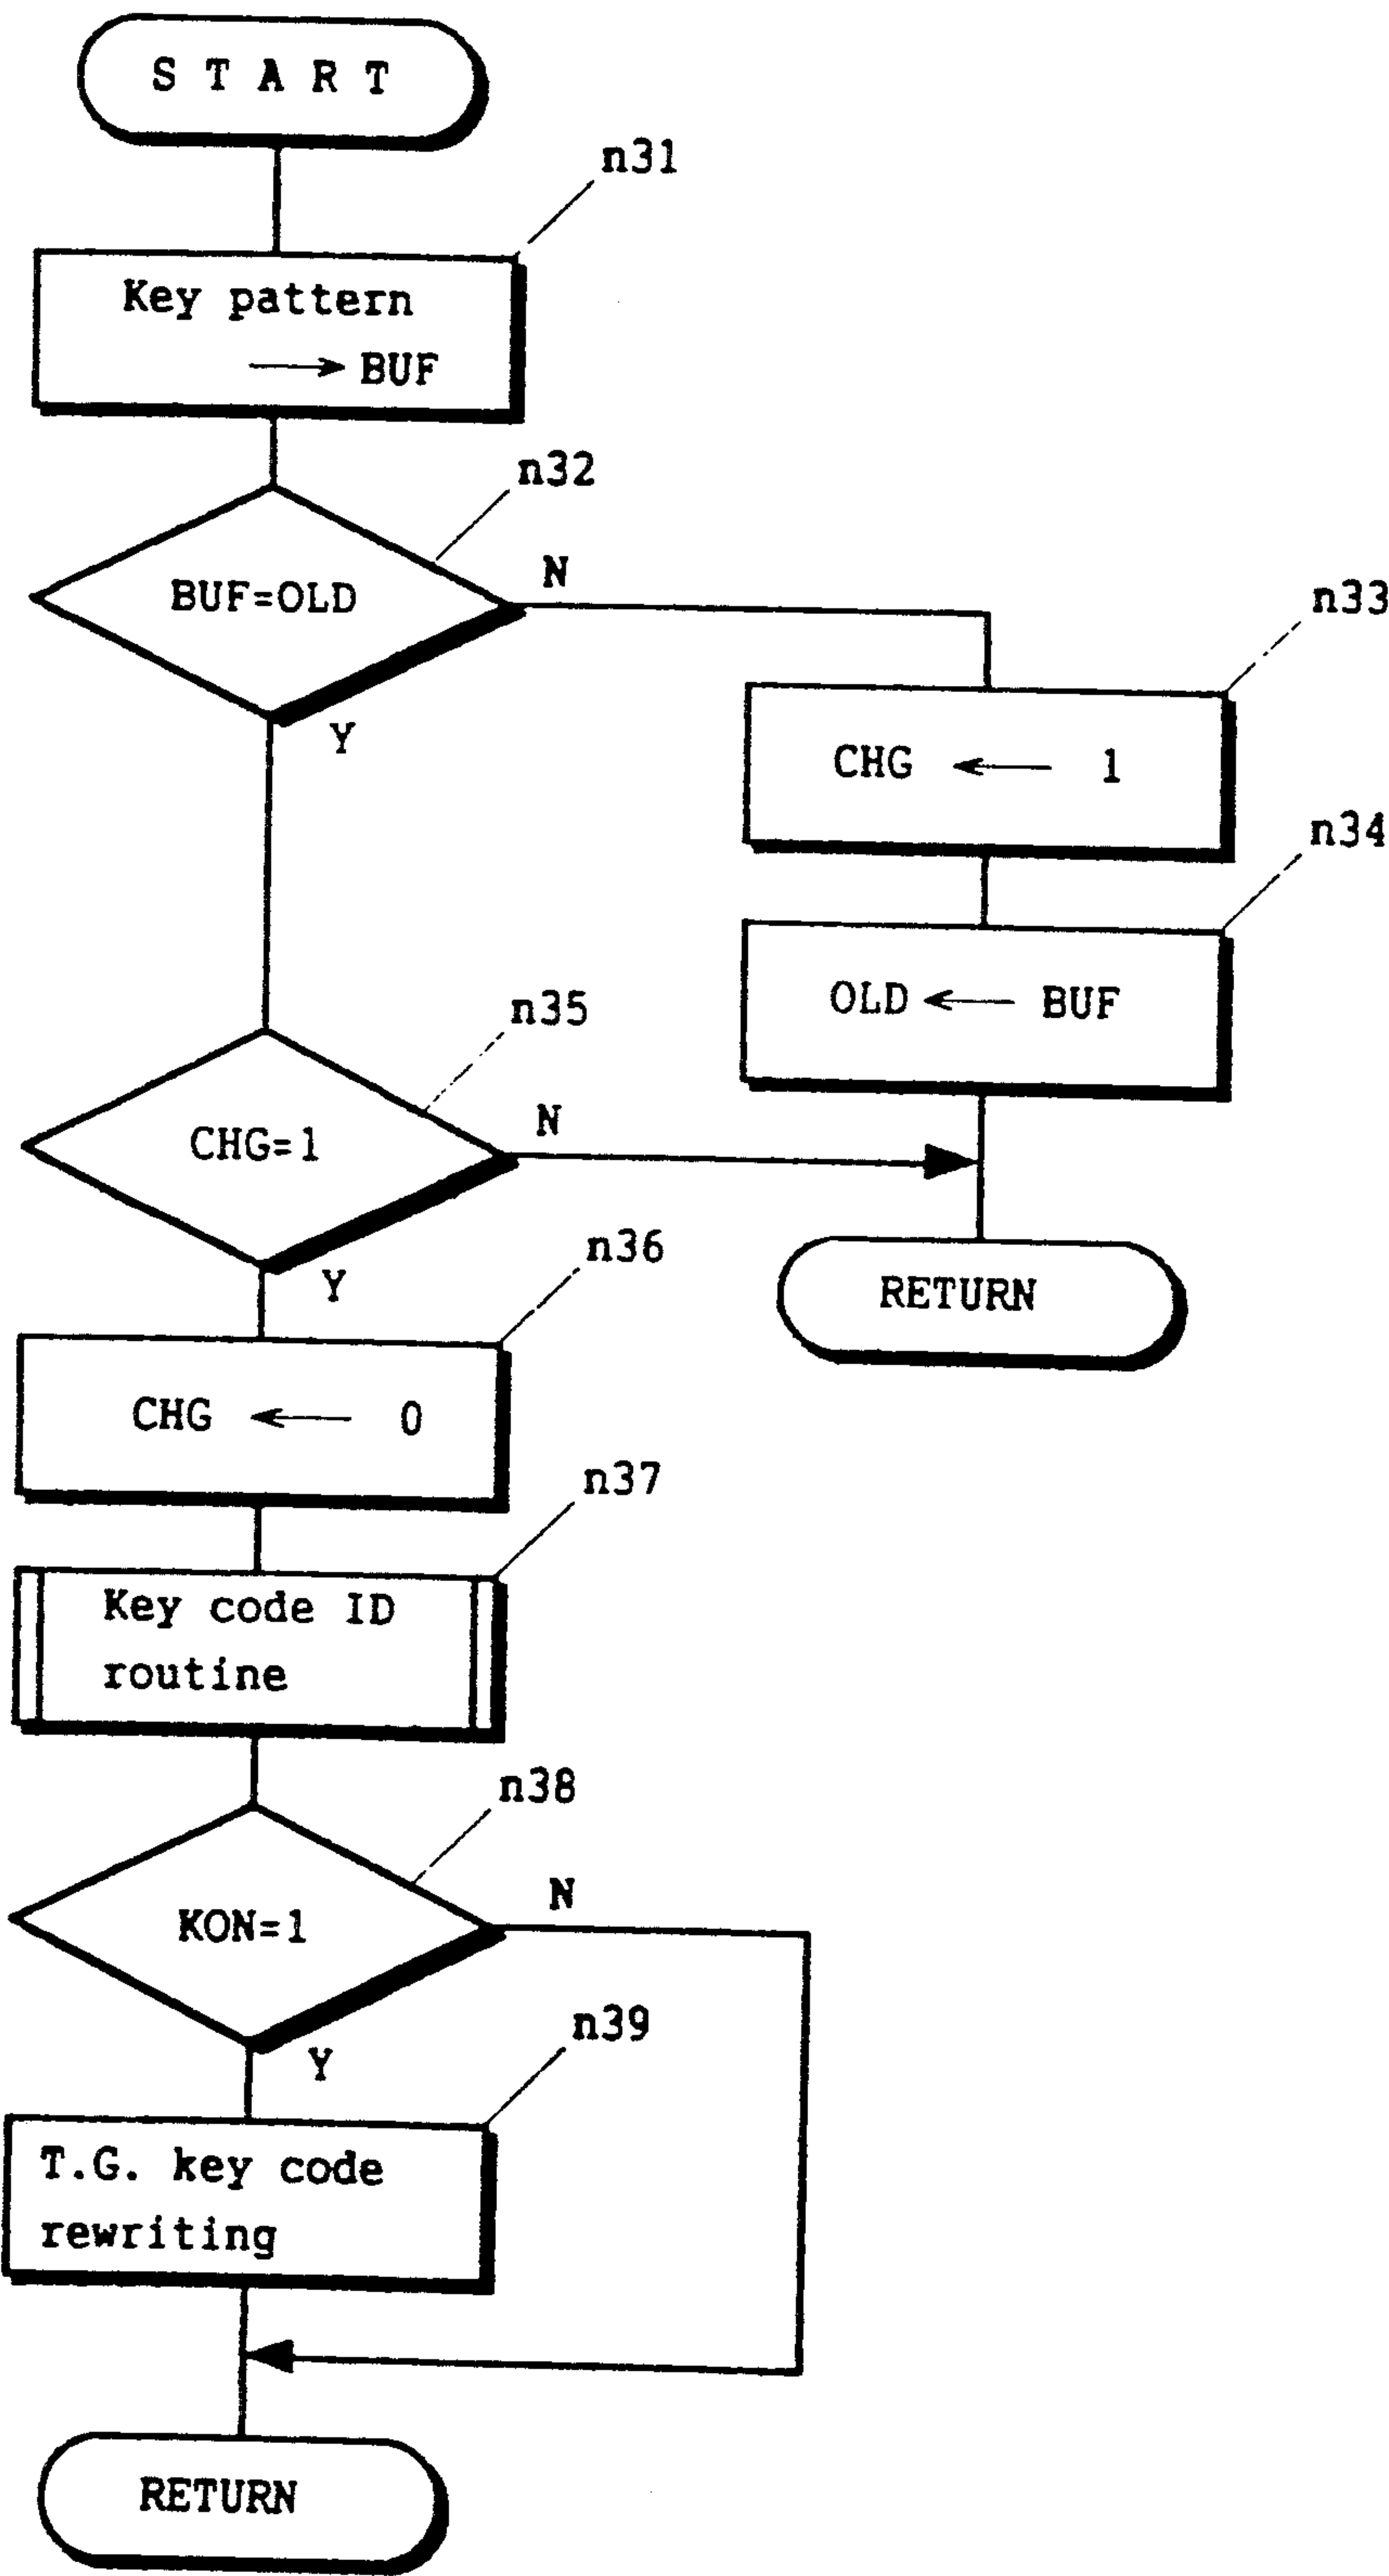 S T A R T
n31
Key pattern
→ BUF
n32
BUF=OLD
N
Y
n33
CHG ← 1
n34
OLD ← BUF
n35
CHG=1
N
Y
RETURN
n36
CHG ← 0
n37
Key code ID
routine
n38
KON=1
N
Y
n39
T.G. key code
rewriting
RETURN